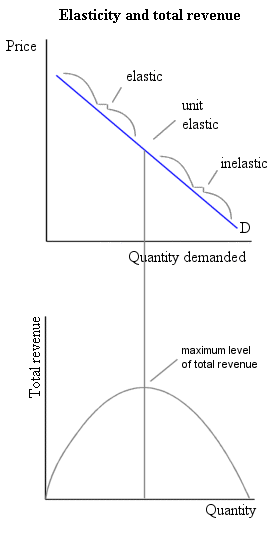 Elasticity and total revenue
Price
elastic
unit
elastic
inelastic
D
Quantity demanded
Total revenue
maximum level
of total revenue
Quantity